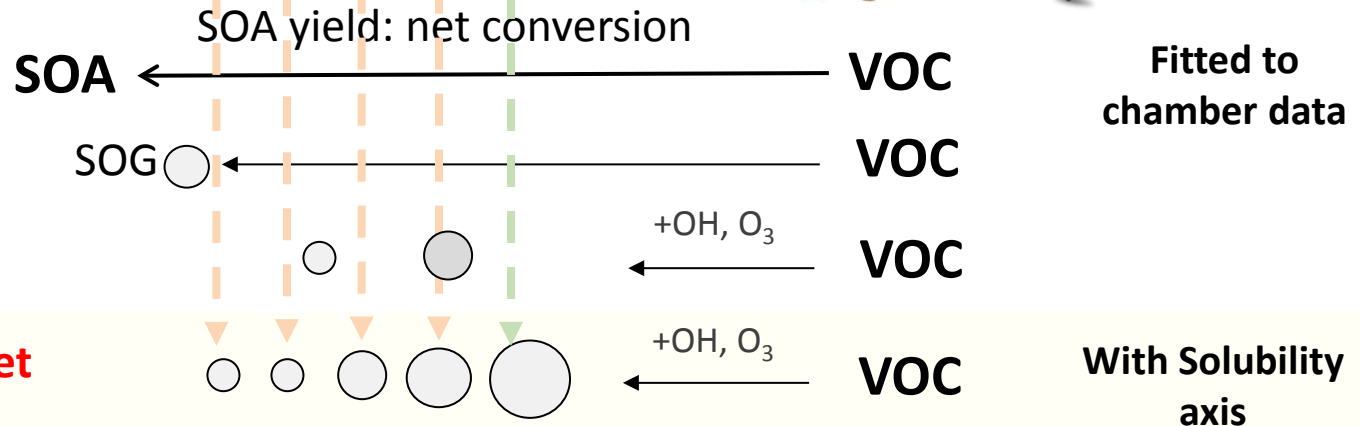 SOA yield: net conversion
SOA VOC Fitted to
chamber data
SOG VOC
+OH, O₃
VOC
+OH, O₃
VOC With Solubility
axis